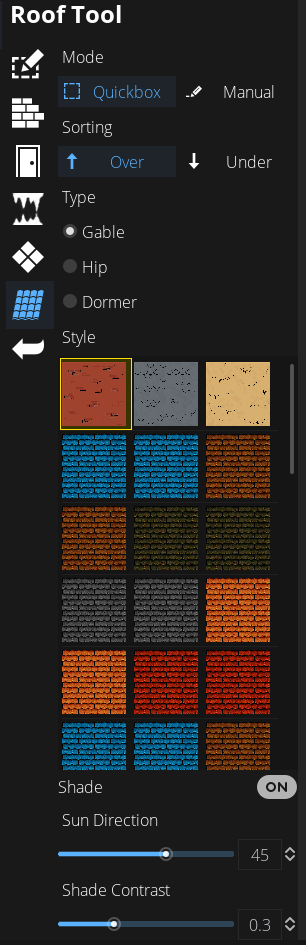 Roof Tool
Mode
Quickbox Manual
Sorting
Over Under
Type
Gable
Hip
Dormer
Style
Shade ON
Sun Direction
45
Shade Contrast
0.3